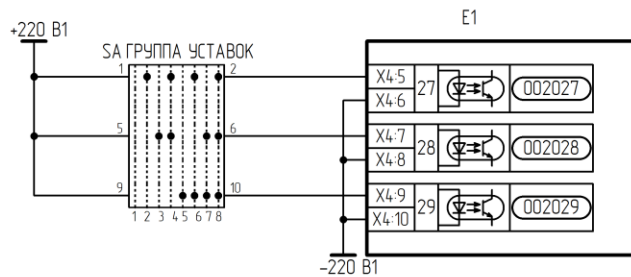 E1
+220 В1
SA ГРУППА УСТАВОК
1 2 X4:5 27 002027
X4:6
5 6 X4:7 28 002028
X4:8
9 10 X4:9 29 002029
X4:10
1 2 3 4 5 6 7 8
-220 В1